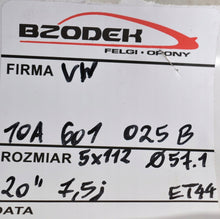 BZODEK
FELGI - OPONY
FIRMA VW
10A 601 025 B
ROZMIAR 5x112 Ø57.1
20" 7,5j ET44
DATA